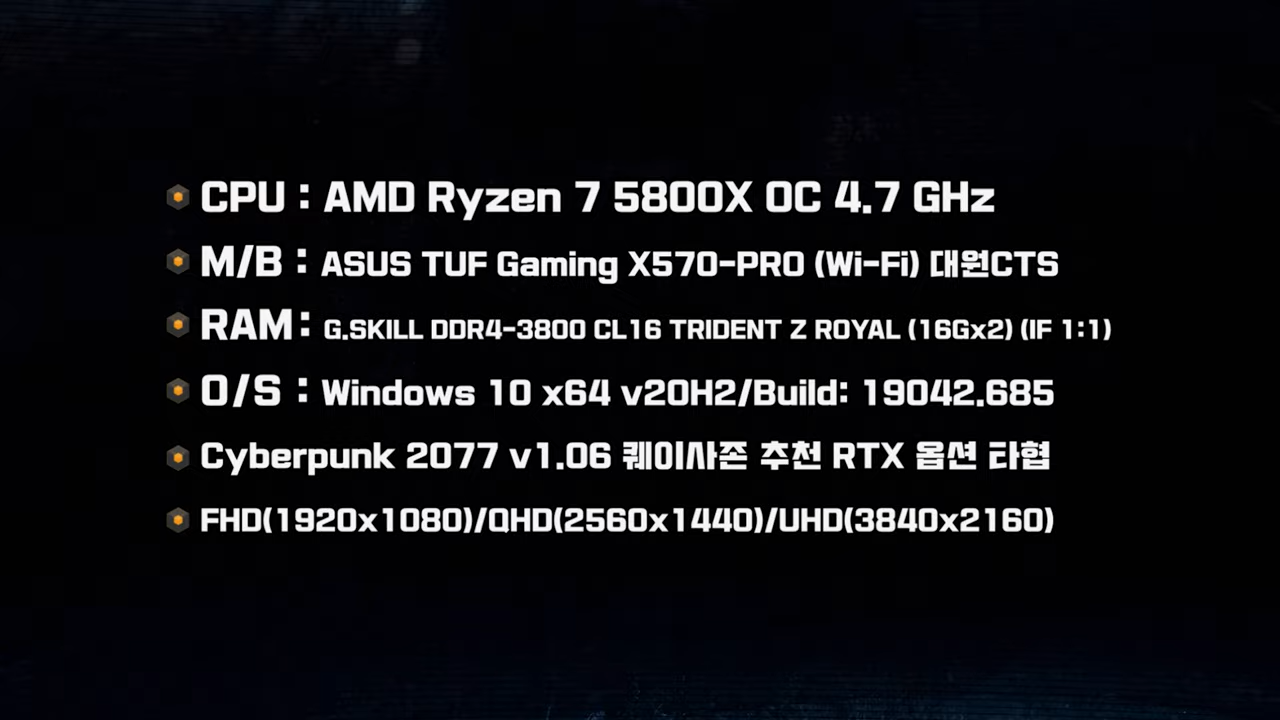 CPU : AMD Ryzen 7 5800X OC 4.7 GHz
M/B : ASUS TUF Gaming X570-PRO (Wi-Fi) 대원CTS
RAM : G.SKILL DDR4-3800 CL16 TRIDENT Z ROYAL (16Gx2) (IF 1:1)
O/S : Windows 10 x64 v20H2/Build: 19042.685
Cyberpunk 2077 v1.06 퀘이사존 추천 RTX 옵션 타협
FHD(1920x1080)/QHD(2560x1440)/UHD(3840x2160)